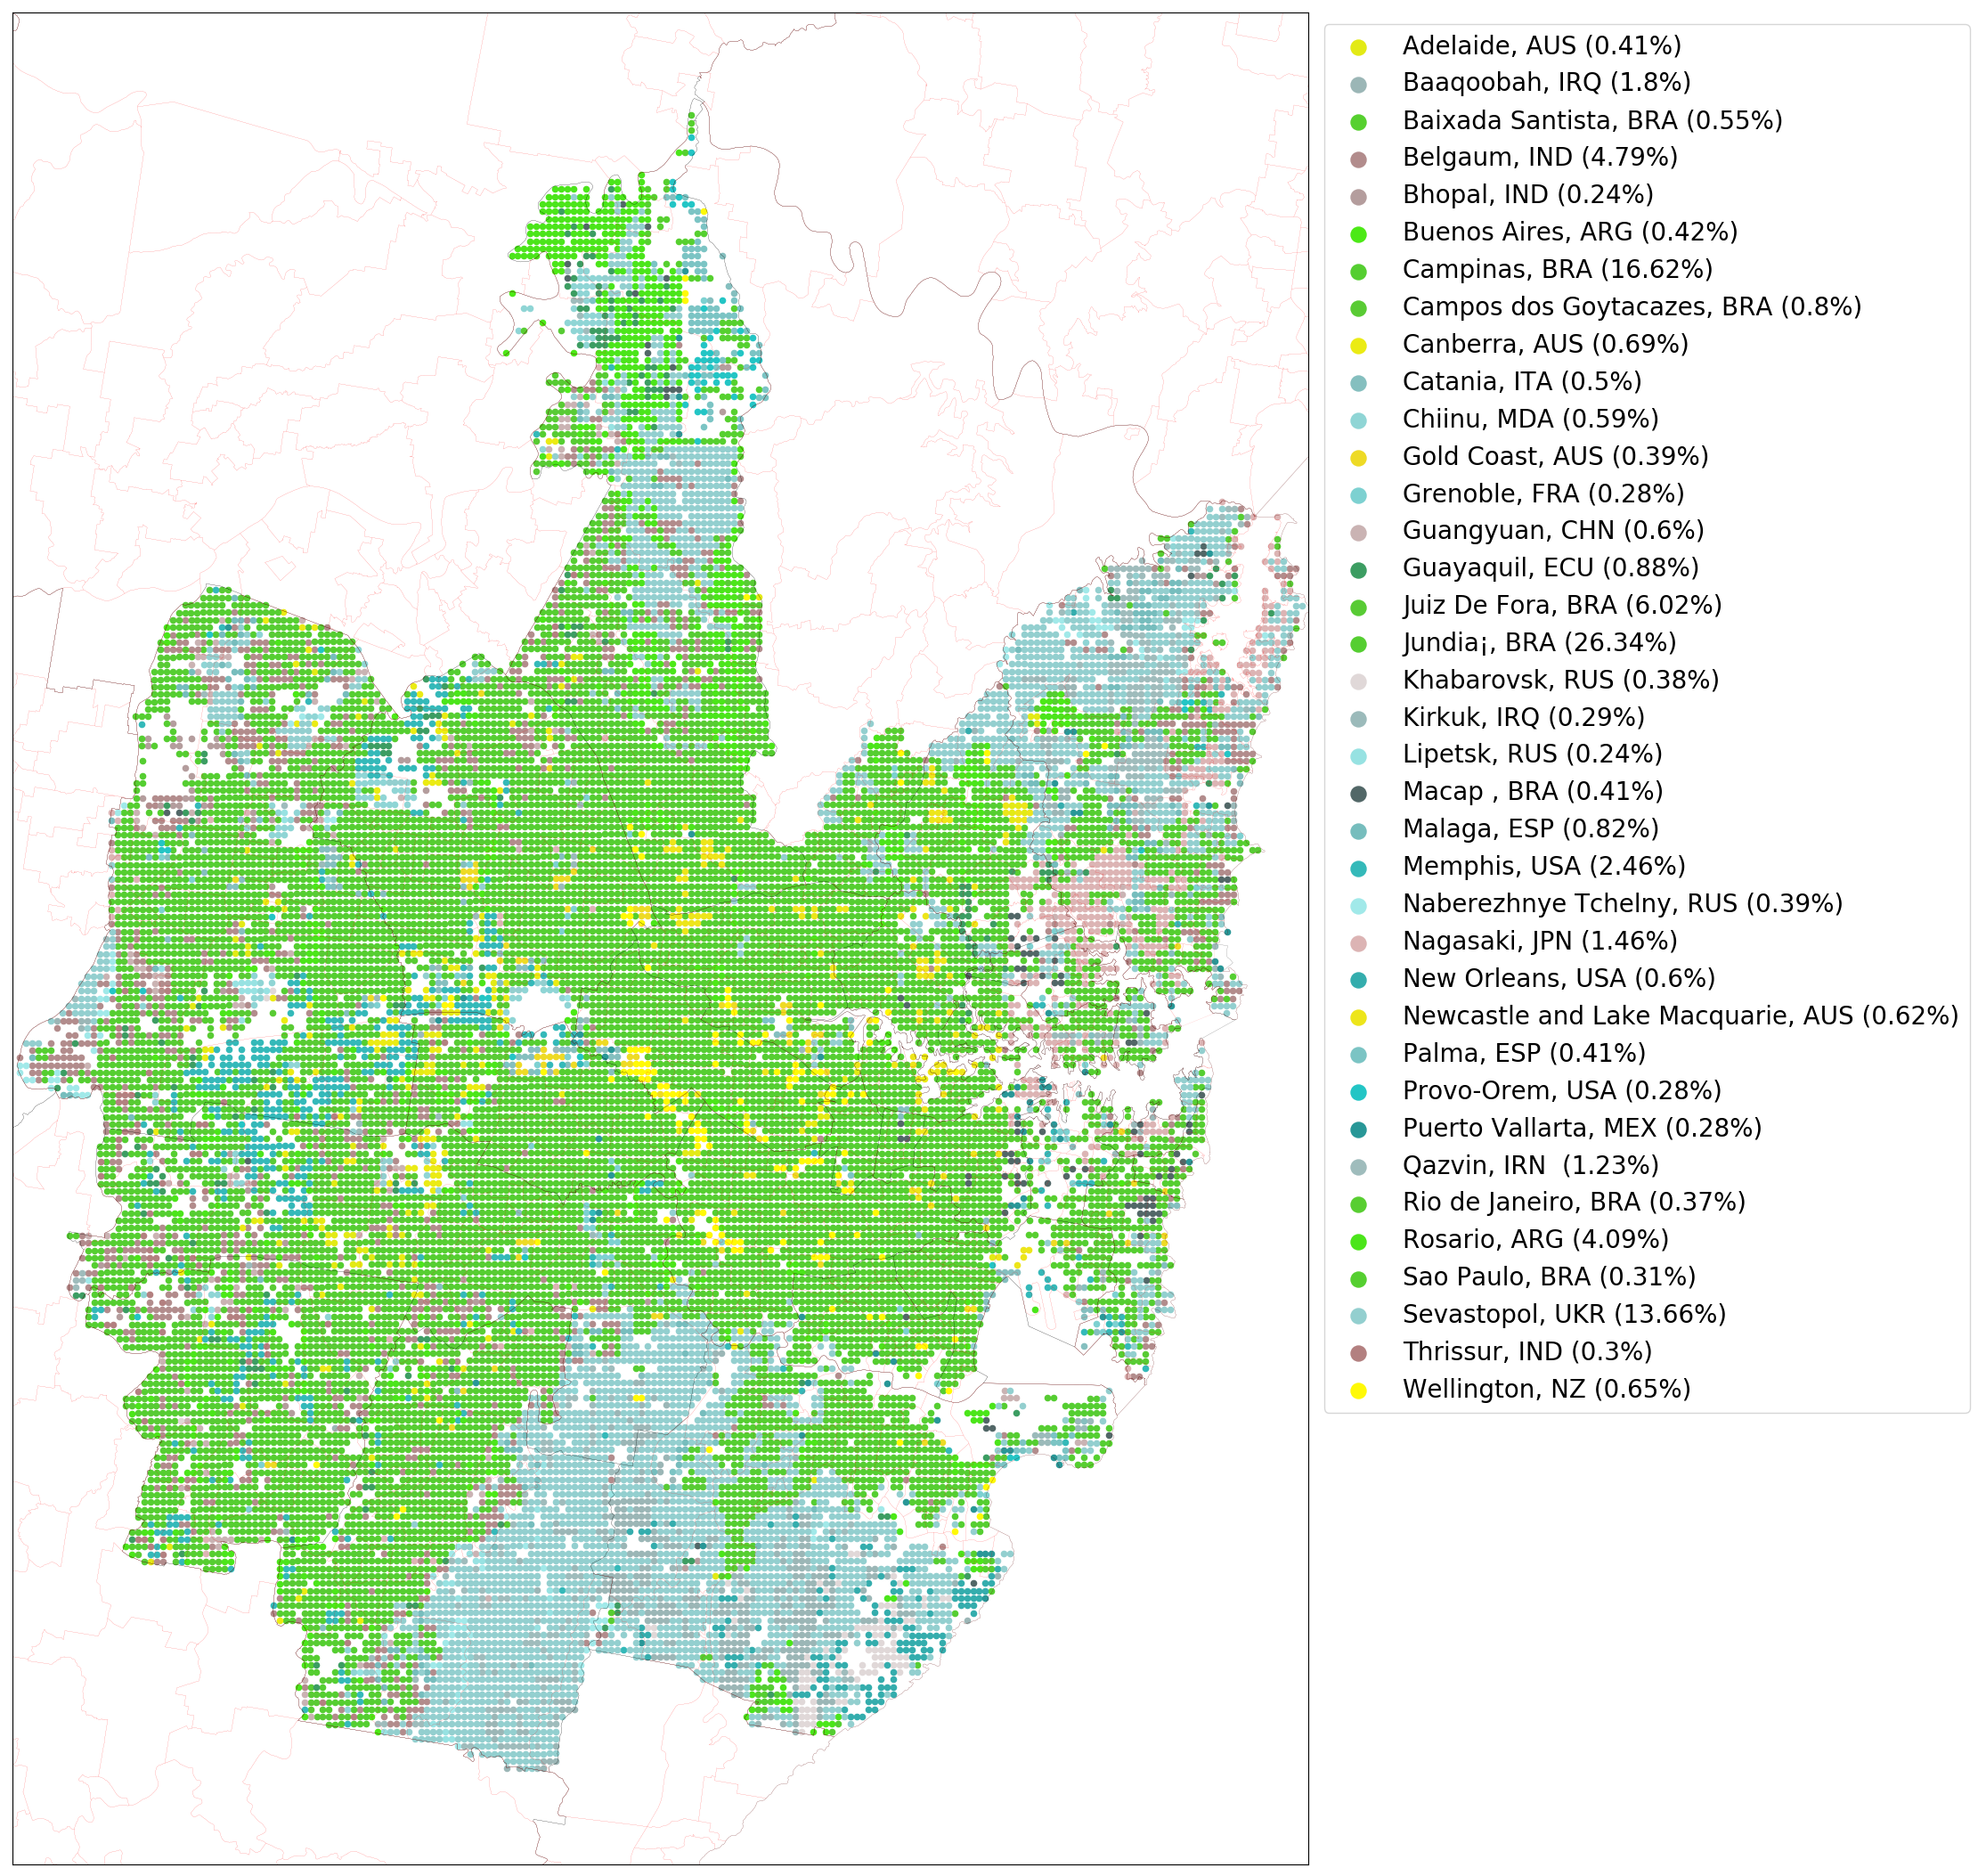 Adelaide, AUS (0.41%)
Baaqoobah, IRQ (1.8%)
Baixada Santista, BRA (0.55%)
Belgaum, IND (4.79%)
Bhopal, IND (0.24%)
Buenos Aires, ARG (0.42%)
Campinas, BRA (16.62%)
Campos dos Goytacazes, BRA (0.8%)
Canberra, AUS (0.69%)
Catania, ITA (0.5%)
Chiinu, MDA (0.59%)
Gold Coast, AUS (0.39%)
Grenoble, FRA (0.28%)
Guangyuan, CHN (0.6%)
Guayaquil, ECU (0.88%)
Juiz De Fora, BRA (6.02%)
Jundia¡, BRA (26.34%)
Khabarovsk, RUS (0.38%)
Kirkuk, IRQ (0.29%)
Lipetsk, RUS (0.24%)
Macap , BRA (0.41%)
Malaga, ESP (0.82%)
Memphis, USA (2.46%)
Naberezhnye Tchelny, RUS (0.39%)
Nagasaki, JPN (1.46%)
New Orleans, USA (0.6%)
Newcastle and Lake Macquarie, AUS (0.62%)
Palma, ESP (0.41%)
Provo-Orem, USA (0.28%)
Puerto Vallarta, MEX (0.28%)
Qazvin, IRN  (1.23%)
Rio de Janeiro, BRA (0.37%)
Rosario, ARG (4.09%)
Sao Paulo, BRA (0.31%)
Sevastopol, UKR (13.66%)
Thrissur, IND (0.3%)
Wellington, NZ (0.65%)